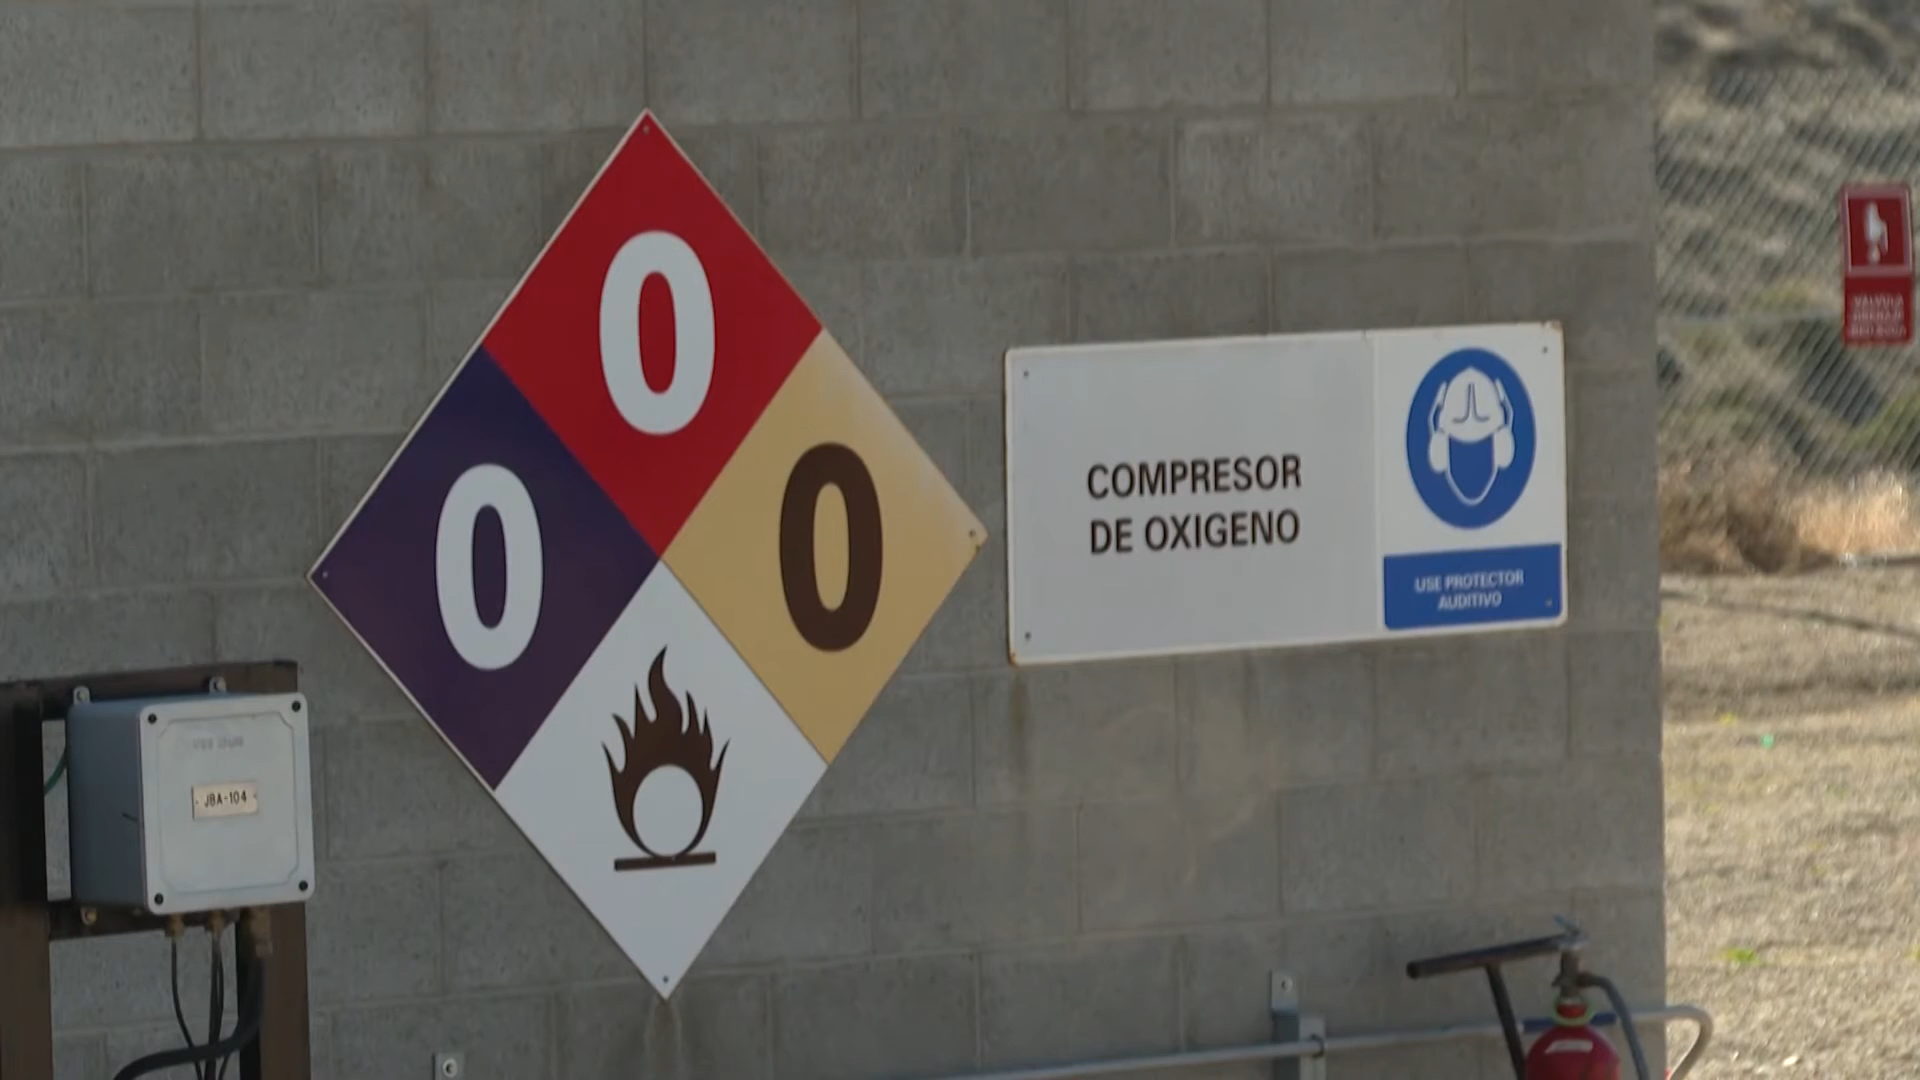 0
0
0
COMPRESOR
DE OXIGENO
USE PROTECTOR
AUDITIVO
JBA-104